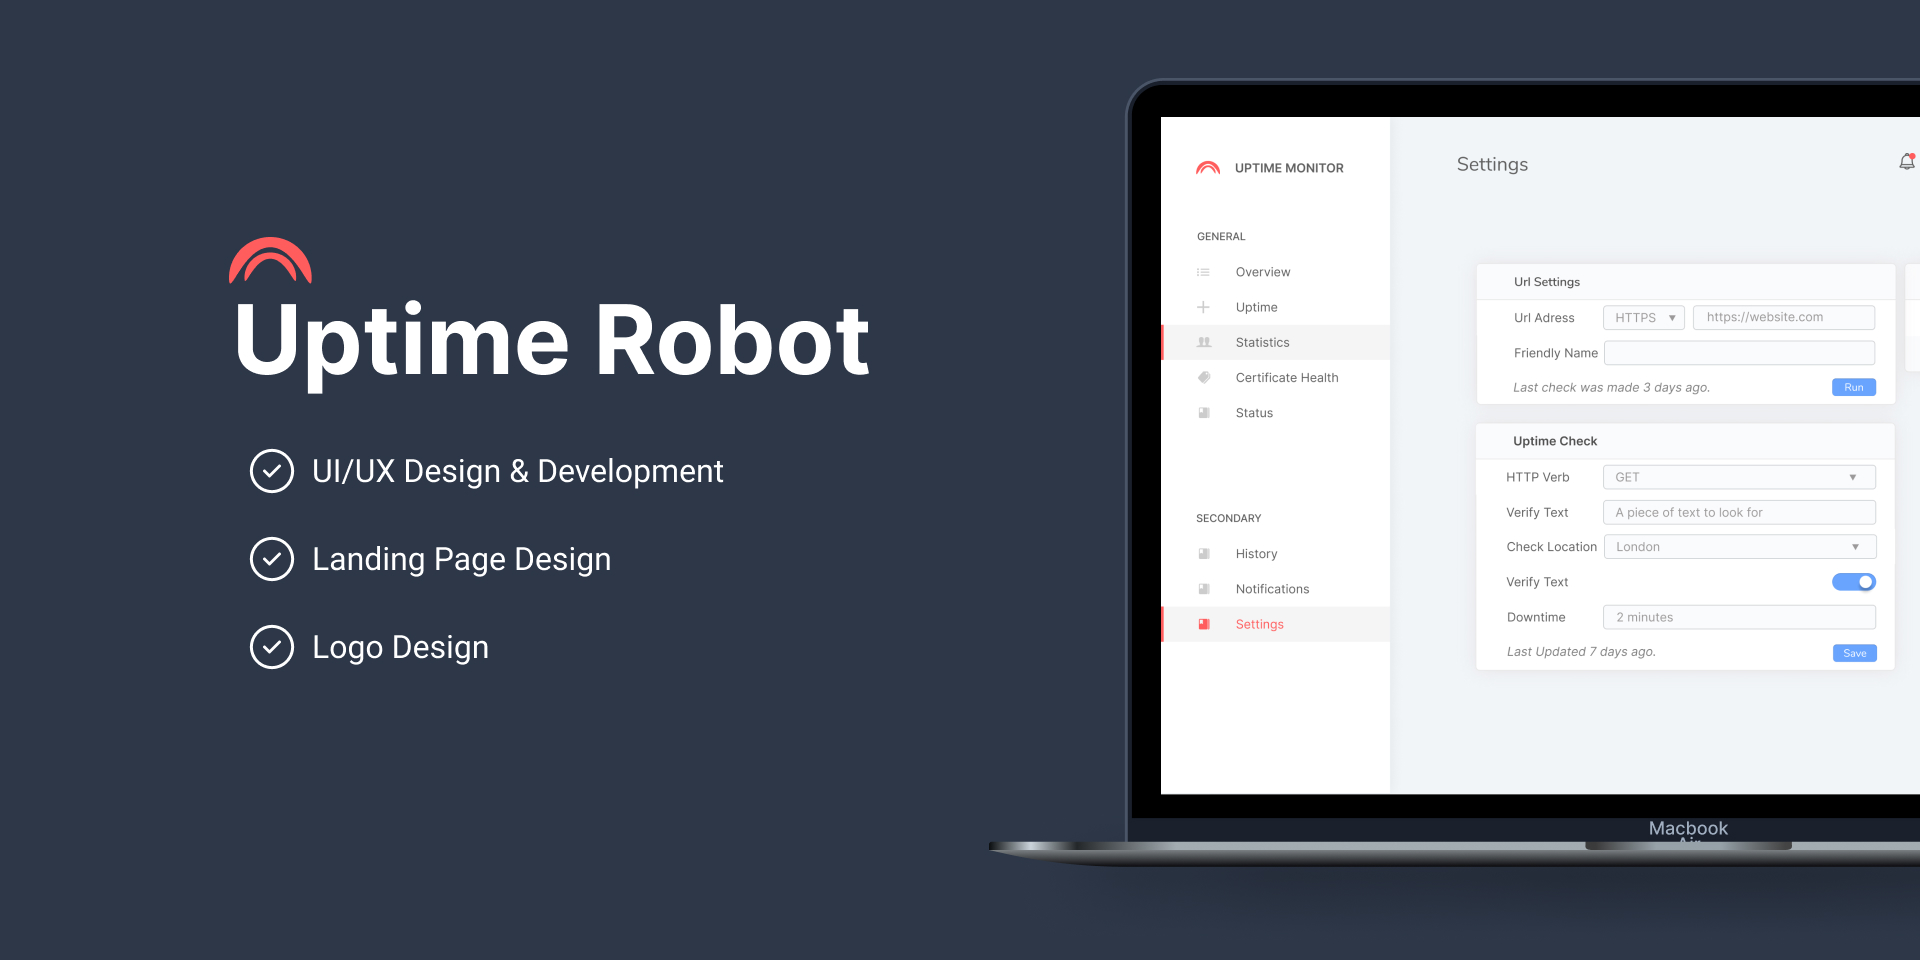 Uptime Robot
UI/UX Design & Development
Landing Page Design
Logo Design
UPTIME MONITOR
GENERAL
Overview
Uptime
Statistics
Certificate Health
Status
SECONDARY
History
Notifications
Settings
Settings
Url Settings
Url Adress HTTPS https://website.com
Friendly Name
Last check was made 3 days ago. Run
Uptime Check
HTTP Verb GET
Verify Text A piece of text to look for
Check Location London
Verify Text
Downtime 2 minutes
Last Updated 7 days ago. Save
Macbook
Air